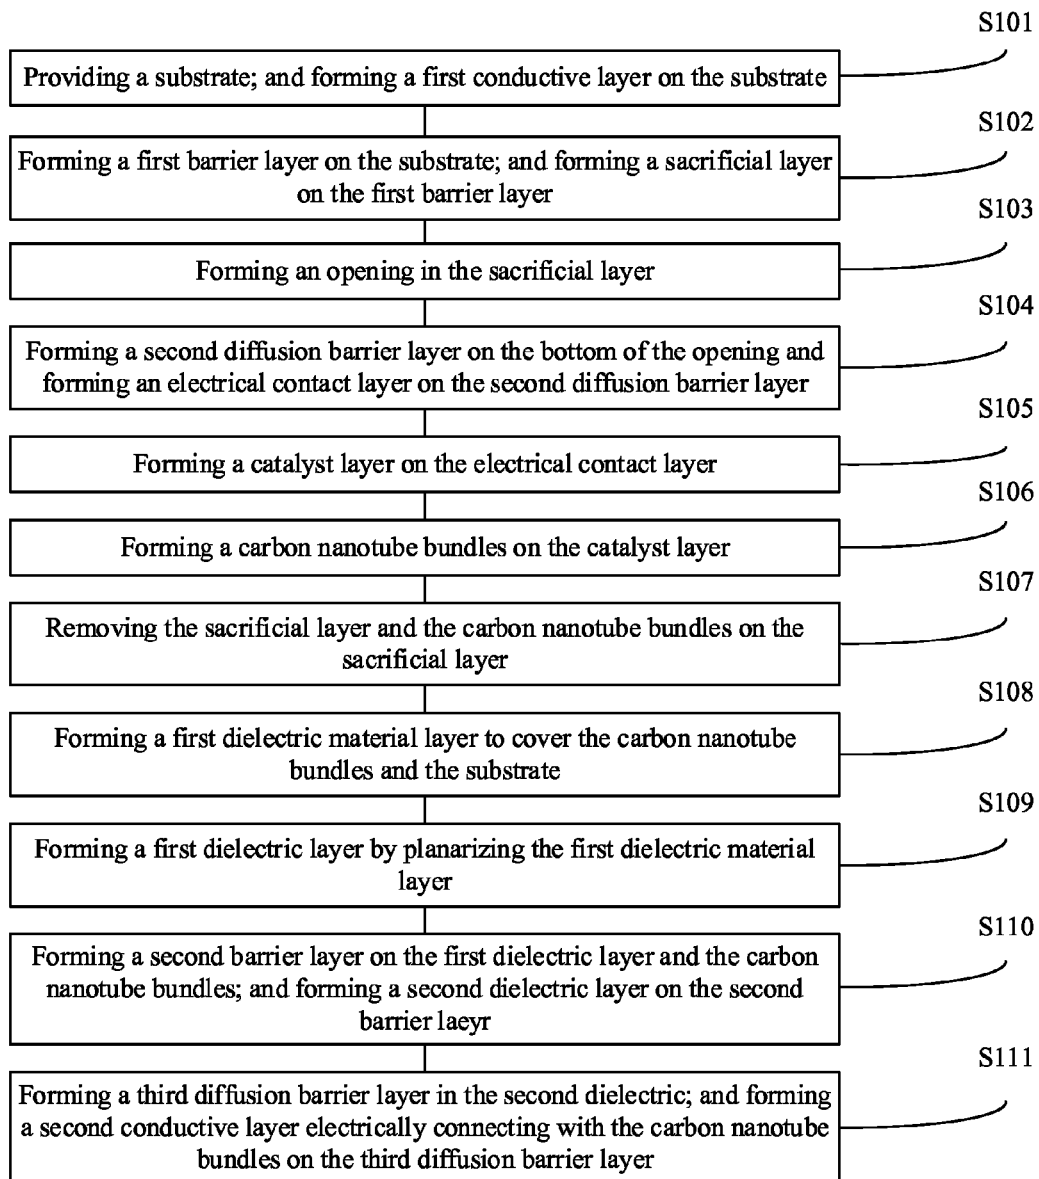 S101
Providing a substrate; and forming a first conductive layer on the substrate
S102
Forming a first barrier layer on the substrate; and forming a sacrificial layer
on the first barrier layer
S103
Forming an opening in the sacrificial layer
S104
Forming a second diffusion barrier layer on the bottom of the opening and
forming an electrical contact layer on the second diffusion barrier layer
S105
Forming a catalyst layer on the electrical contact layer
S106
Forming a carbon nanotube bundles on the catalyst layer
S107
Removing the sacrificial layer and the carbon nanotube bundles on the
sacrificial layer
S108
Forming a first dielectric material layer to cover the carbon nanotube
bundles and the substrate
S109
Forming a first dielectric layer by planarizing the first dielectric material
layer
S110
Forming a second barrier layer on the first dielectric layer and the carbon
nanotube bundles; and forming a second dielectric layer on the second
barrier laeyr
S111
Forming a third diffusion barrier layer in the second dielectric; and forming
a second conductive layer electrically connecting with the carbon nanotube
bundles on the third diffusion barrier layer